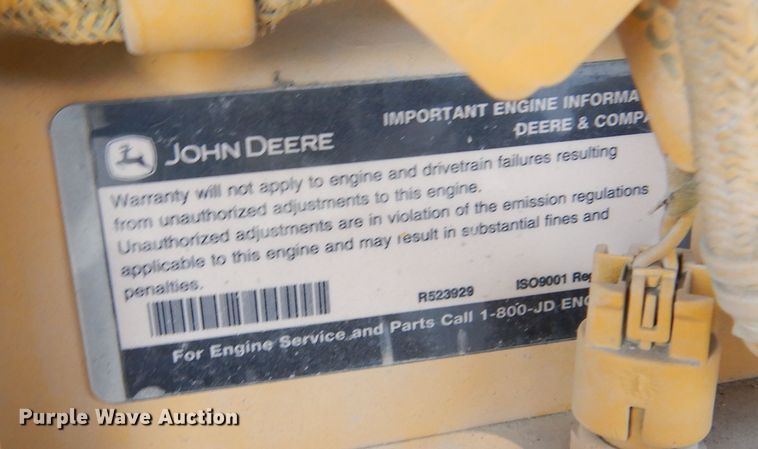 JOHN DEERE
IMPORTANT ENGINE INFORMA
DEERE & COMPA
Warranty will not apply to engine and drivetrain failures resulting
from unauthorized adjustments to this engine.
Unauthorized adjustments are in violation of the emission regulations
applicable to this engine and may result in substantial fines and
penalties.
R523929
ISO9001 Reg
For Engine Service and Parts Call 1-800-JD ENG
Purple Wave Auction